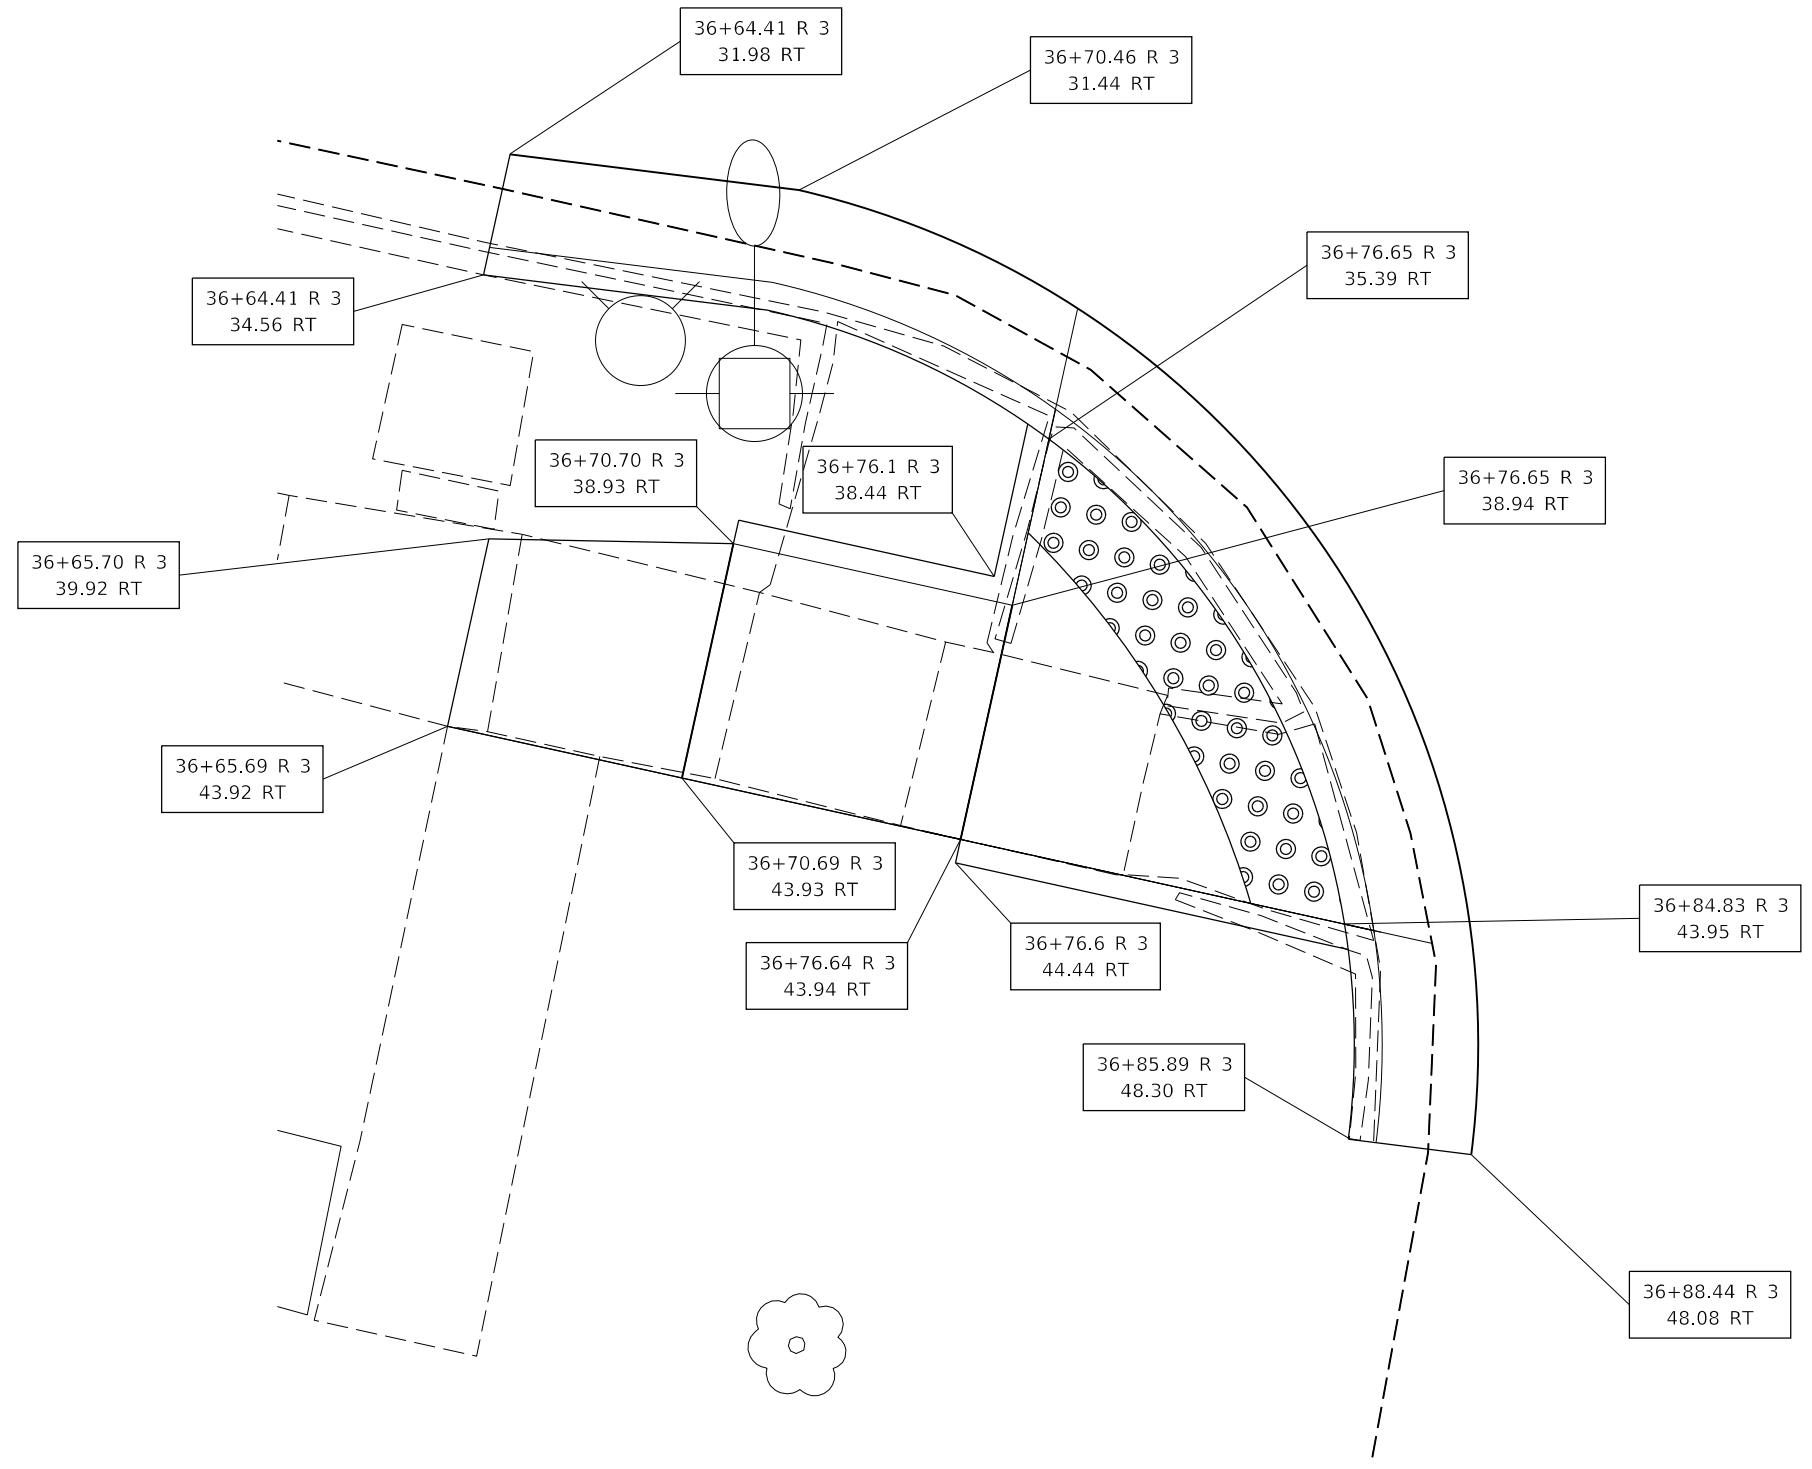 36+64.41 R 3
31.98 RT
36+70.46 R 3
31.44 RT
36+76.65 R 3
35.39 RT
36+64.41 R 3
34.56 RT
36+70.70 R 3
38.93 RT
36+76.1 R 3
38.44 RT
36+76.65 R 3
38.94 RT
36+65.70 R 3
39.92 RT
36+65.69 R 3
43.92 RT
36+70.69 R 3
43.93 RT
36+84.83 R 3
43.95 RT
36+76.6 R 3
44.44 RT
36+76.64 R 3
43.94 RT
36+85.89 R 3
48.30 RT
36+88.44 R 3
48.08 RT